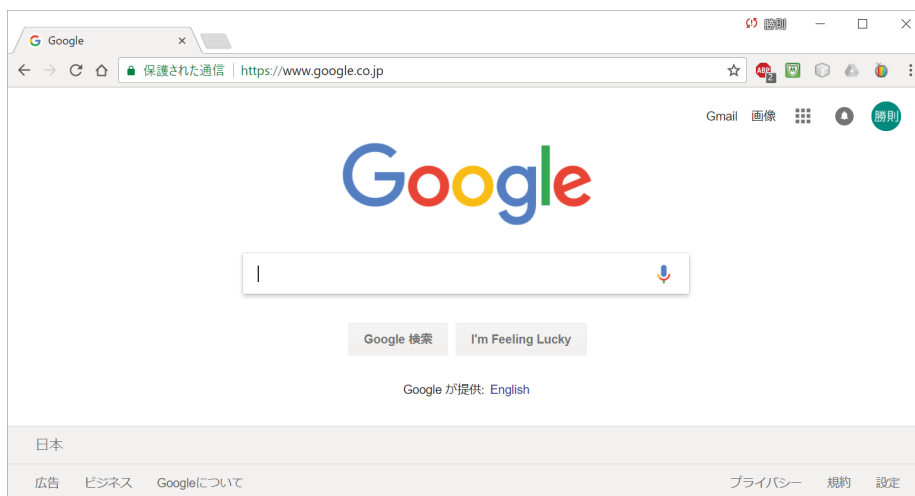 勝則
Google
保護された通信 https://www.google.co.jp
ABP 2
Gmail 画像 勝則
Google
Google 検索 I'm Feeling Lucky
Google が提供: English
日本
広告 ビジネス Googleについて プライバシー 規約 設定